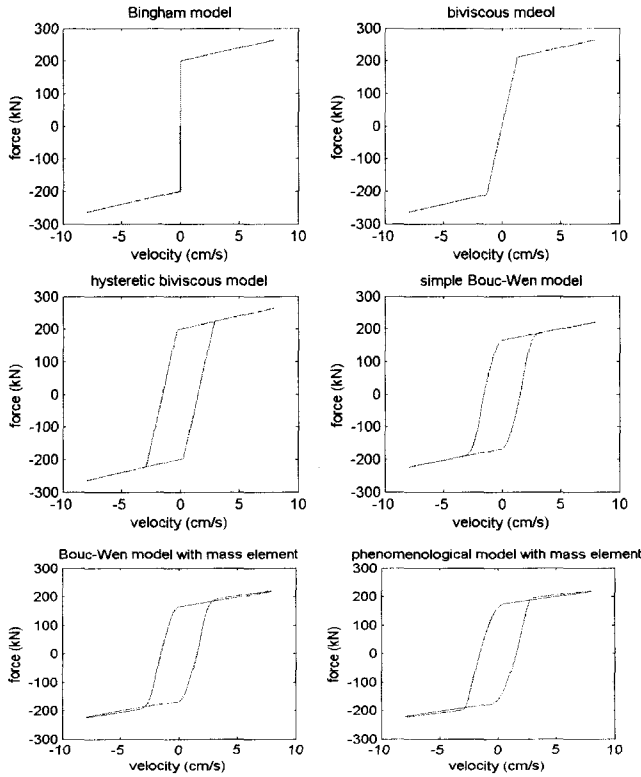 Bingham model
300
200
100
0
-100
-200
-300
force (kN)
-10 -5 0 5 10
velocity (cm/s)
biviscous mdeol
300
200
100
0
-100
-200
-300
force (kN)
-10 -5 0 5 10
velocity (cm/s)
hysteretic biviscous model
300
200
100
0
-100
-200
-300
force (kN)
-10 -5 0 5 10
velocity (cm/s)
simple Bouc-Wen model
300
200
100
0
-100
-200
-300
force (kN)
-10 -5 0 5 10
velocity (cm/s)
Bouc-Wen model with mass element
300
200
100
0
-100
-200
-300
force (kN)
-10 -5 0 5 10
velocity (cm/s)
phenomenological model with mass element
300
200
100
0
-100
-200
-300
force (kN)
-10 -5 0 5 10
velocity (cm/s)